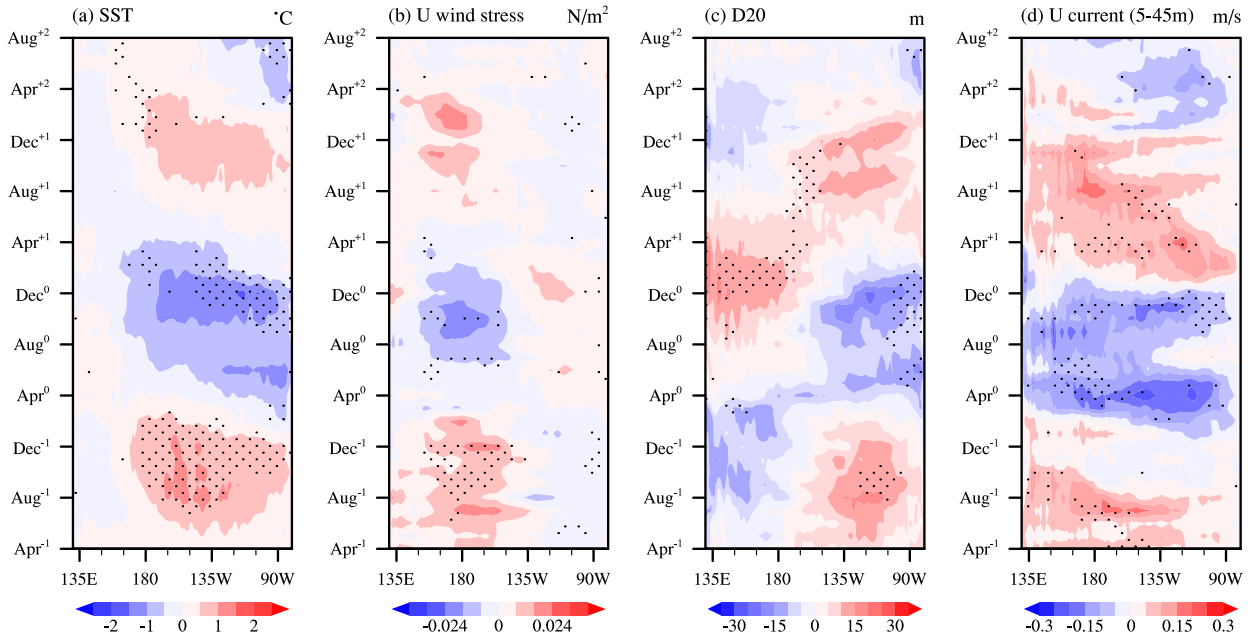 (a) SST °C
(b) U wind stress N/m²
(c) D20 m
(d) U current (5-45m) m/s
Aug⁺² Aug⁺² Aug⁺² Aug⁺²
Apr⁺² Apr⁺² Apr⁺² Apr⁺²
Dec⁺¹ Dec⁺¹ Dec⁺¹ Dec⁺¹
Aug⁺¹ Aug⁺¹ Aug⁺¹ Aug⁺¹
Apr⁺¹ Apr⁺¹ Apr⁺¹ Apr⁺¹
Dec⁰ Dec⁰ Dec⁰ Dec⁰
Aug⁰ Aug⁰ Aug⁰ Aug⁰
Apr⁰ Apr⁰ Apr⁰ Apr⁰
Dec⁻¹ Dec⁻¹ Dec⁻¹ Dec⁻¹
Aug⁻¹ Aug⁻¹ Aug⁻¹ Aug⁻¹
Apr⁻¹ Apr⁻¹ Apr⁻¹ Apr⁻¹
135E 180 135W 90W 135E 180 135W 90W 135E 180 135W 90W 135E 180 135W 90W
-2 -1 0 1 2 -0.024 0 0.024 -30 -15 0 15 30 -0.3 -0.15 0 0.15 0.3